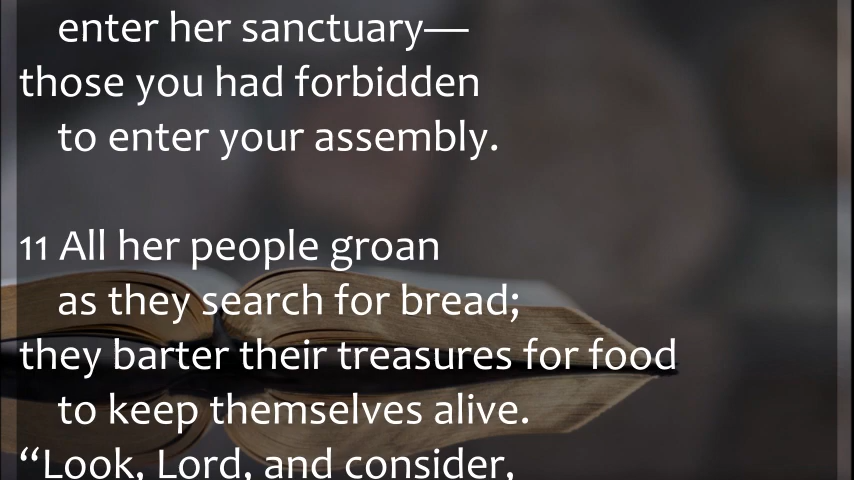 enter her sanctuary—
those you had forbidden
to enter your assembly.
11 All her people groan
as they search for bread;
they barter their treasures for food
to keep themselves alive.
“Look, Lord, and consider,